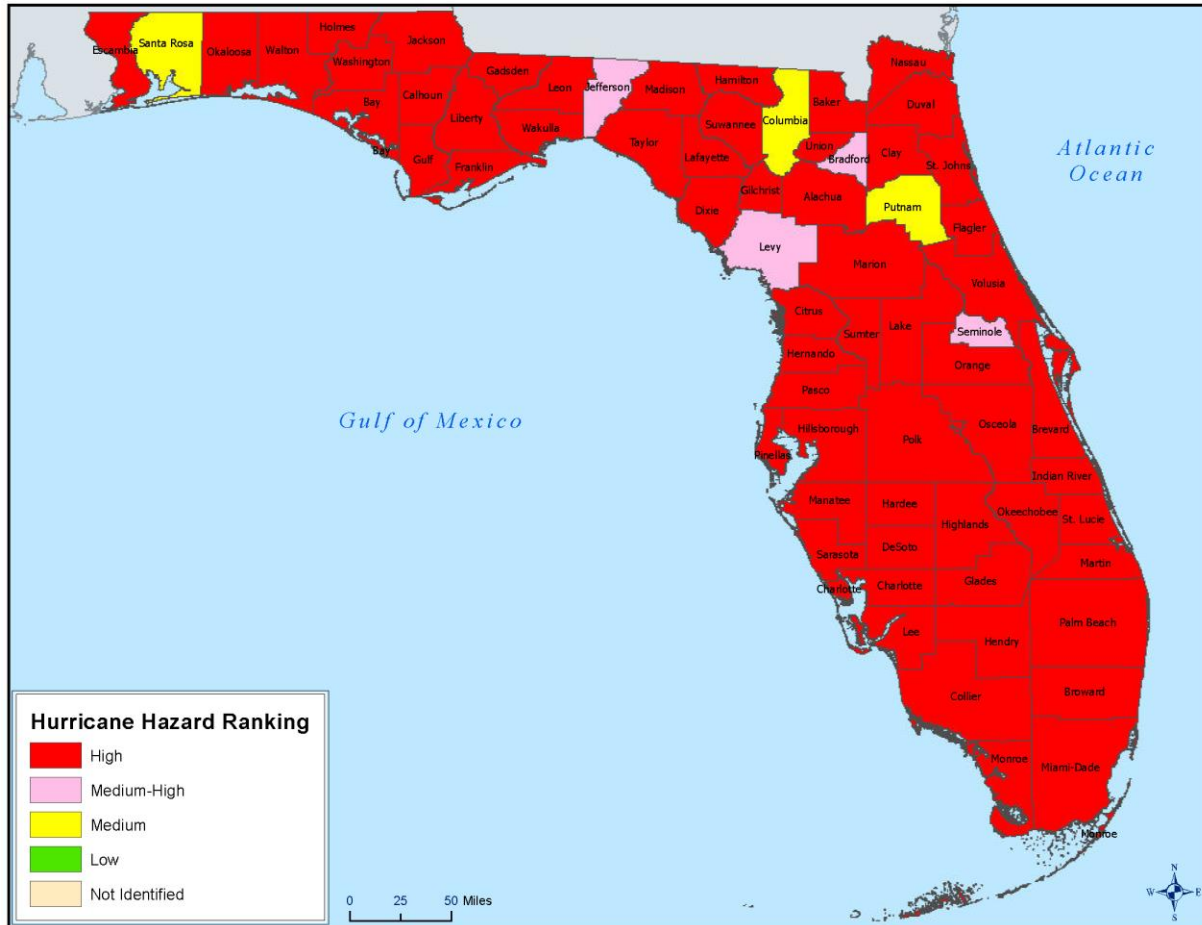 Holmes
Jackson
Santa Rosa
Escambia
Okaloosa
Walton
Washington
Gadsden
Leon
Jefferson
Madison
Hamilton
Nassau
Bay
Calhoun
Liberty
Wakulla
Suwannee
Columbia
Baker
Duval
Bay
Gulf
Franklin
Taylor
Lafayette
Union
Bradford
Clay
St. Johns
Atlantic
Ocean
Dixie
Gilchrist
Alachua
Putnam
Flagler
Levy
Marion
Volusia
Citrus
Sumter
Lake
Seminole
Hernando
Orange
Pasco
Gulf of Mexico
Hillsborough
Polk
Osceola
Brevard
Pinellas
Indian River
Manatee
Hardee
Highlands
Okeechobee
St. Lucie
Sarasota
DeSoto
Martin
Charlotte
Charlotte
Glades
Lee
Hendry
Palm Beach
Collier
Broward
Monroe
Miami-Dade
Monroe
Hurricane Hazard Ranking
High
Medium-High
Medium
Low
Not Identified
0 25 50 Miles
N
W E
S